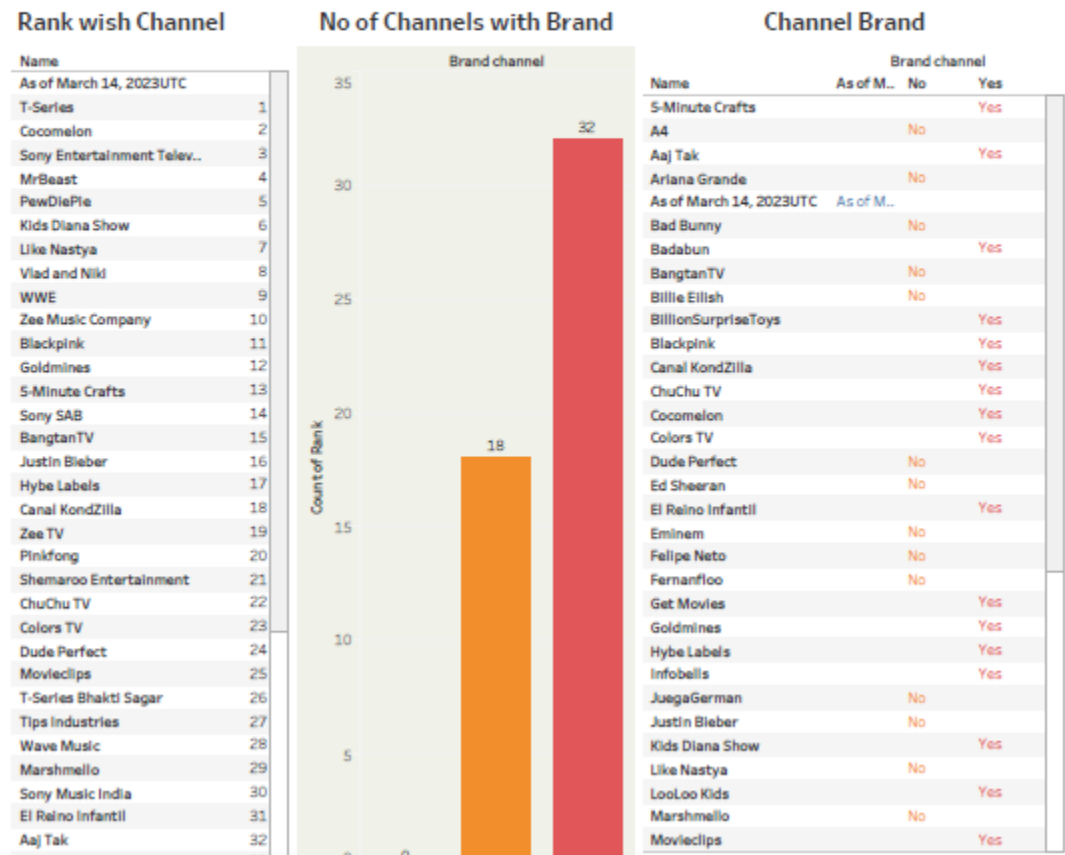 Rank wish Channel
Name
As of March 14, 2023UTC
T-Series 1
Cocomelon 2
Sony Entertainment Telev.. 3
MrBeast 4
PewDiePie 5
Kids Diana Show 6
Like Nastya 7
Vlad and Niki 8
WWE 9
Zee Music Company 10
Blackpink 11
Goldmines 12
5-Minute Crafts 13
Sony SAB 14
BangtanTV 15
Justin Bieber 16
Hybe Labels 17
Canal KondZilla 18
Zee TV 19
Pinkfong 20
Shemaroo Entertainment 21
ChuChu TV 22
Colors TV 23
Dude Perfect 24
Movieclips 25
T-Series Bhakti Sagar 26
Tips Industries 27
Wave Music 28
Marshmello 29
Sony Music India 30
El Reino Infantil 31
Aaj Tak 32
No of Channels with Brand
Brand channel
35
30
25
20
15
10
5
Count of Rank
18
32
Channel Brand
Brand channel
Name As of M.. No Yes
5-Minute Crafts Yes
A4 No
Aaj Tak Yes
Ariana Grande No
As of March 14, 2023UTC As of M..
Bad Bunny No
Badabun Yes
BangtanTV No
Billie Eilish No
BillionSurpriseToys Yes
Blackpink Yes
Canal KondZilla Yes
ChuChu TV Yes
Cocomelon Yes
Colors TV Yes
Dude Perfect No
Ed Sheeran No
El Reino Infantil Yes
Eminem No
Felipe Neto No
Fernanfloo No
Get Movies Yes
Goldmines Yes
Hybe Labels Yes
Infobells Yes
JuegaGerman No
Justin Bieber No
Kids Diana Show Yes
Like Nastya No
LooLoo Kids Yes
Marshmello No
Movieclips Yes